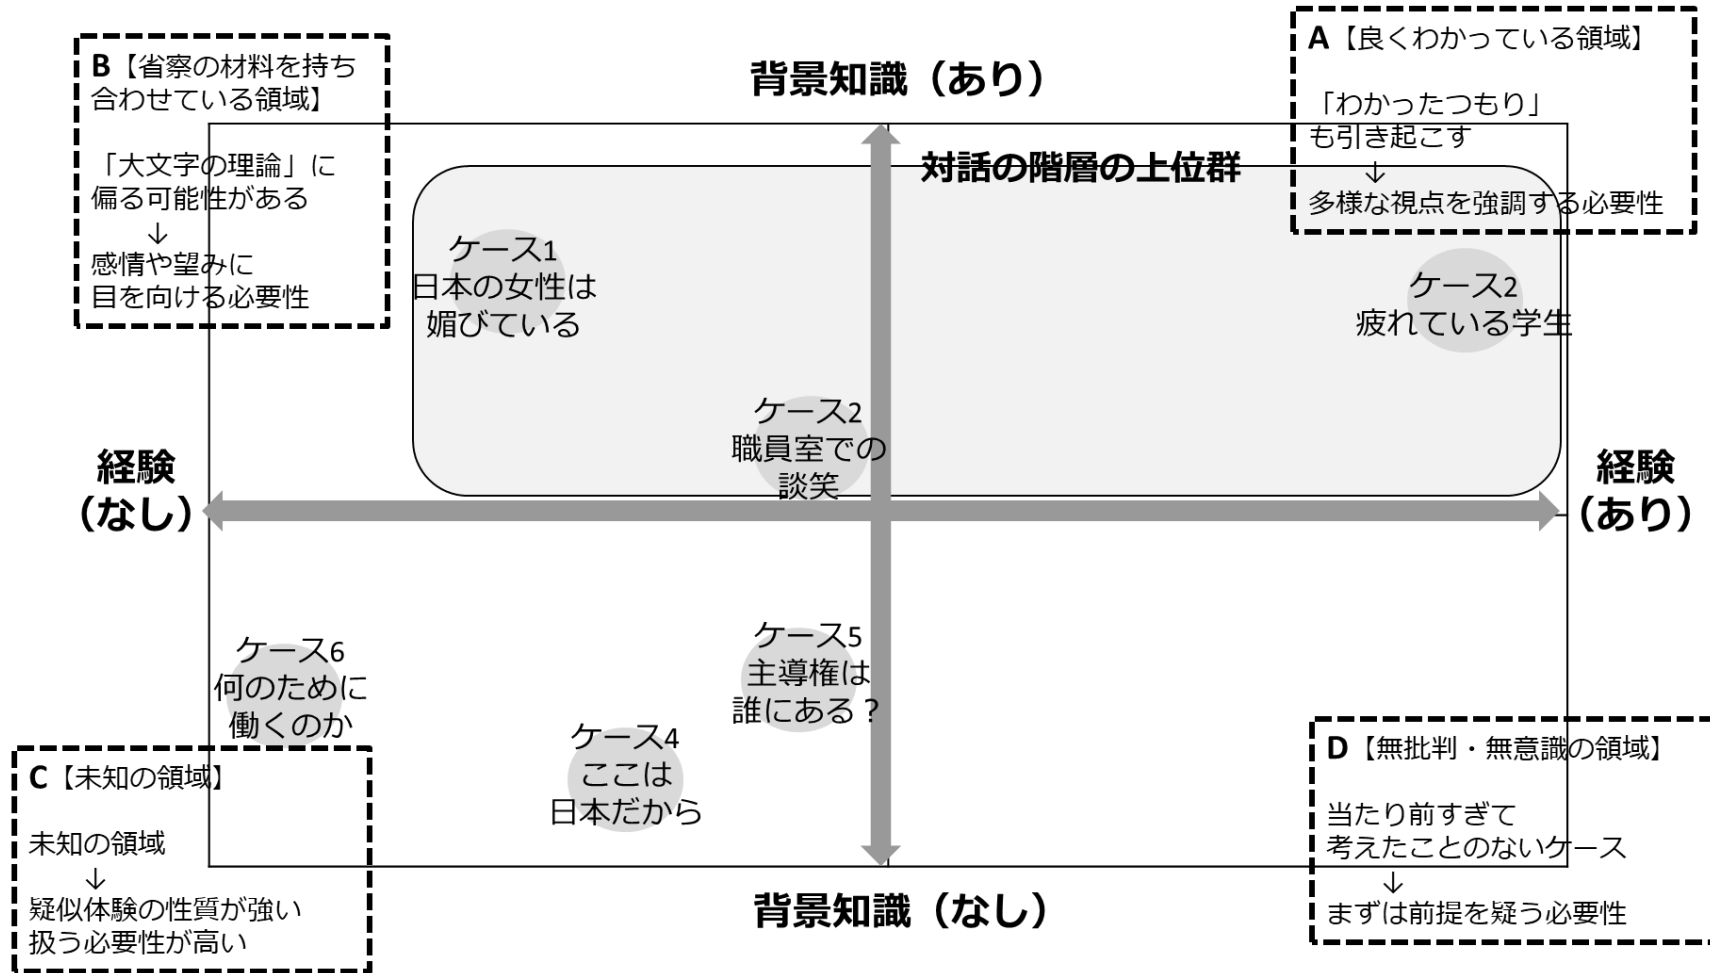 B【省察の材料を持ち
合わせている領域】
「大文字の理論」に
偏る可能性がある
↓
感情や望みに
目を向ける必要性
背景知識（あり）
A【良くわかっている領域】
「わかったつもり」
も引き起こす
↓
多様な視点を強調する必要性
対話の階層の上位群
ケース1
日本の女性は
媚びている
ケース2
疲れている学生
ケース2
職員室での
談笑
経験
（なし）
経験
（あり）
ケース6
何のために
働くのか
ケース5
主導権は
誰にある？
ケース4
ここは
日本だから
C【未知の領域】
未知の領域
↓
疑似体験の性質が強い
扱う必要性が高い
背景知識（なし）
D【無批判・無意識の領域】
当たり前すぎて
考えたことのないケース
↓
まずは前提を疑う必要性